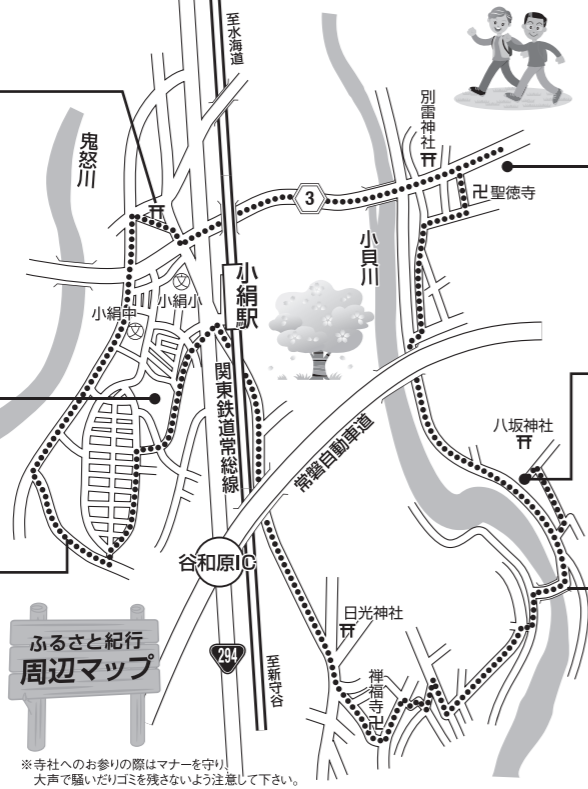 至水海道
別雷神社
鬼怒川
3
卍聖徳寺
小貝川
小絹駅
小絹小
小絹中
関東鉄道常総線
常磐自動車道
八坂神社
谷和原IC
日光神社
294
至新守谷
禅福寺卍
ふるさと紀行
周辺マップ
※寺社へのお参りの際はマナーを守り、
大声で騒いだりゴミを残さないよう注意して下さい。